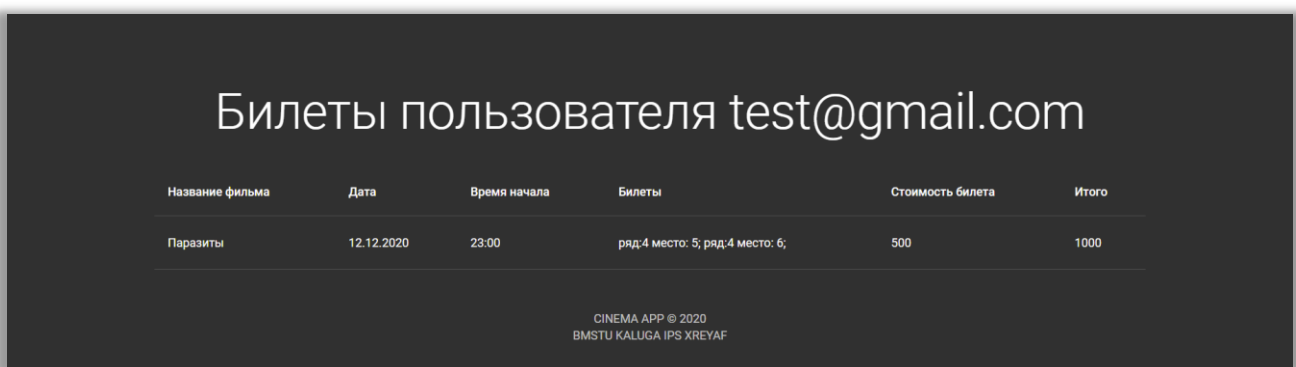 Билеты пользователя test@gmail.com
Название фильма Дата Время начала Билеты Стоимость билета Итого
Паразиты 12.12.2020 23:00 ряд:4 место: 5; ряд:4 место: 6; 500 1000
CINEMA APP © 2020
BMSTU KALUGA IPS XREYAF